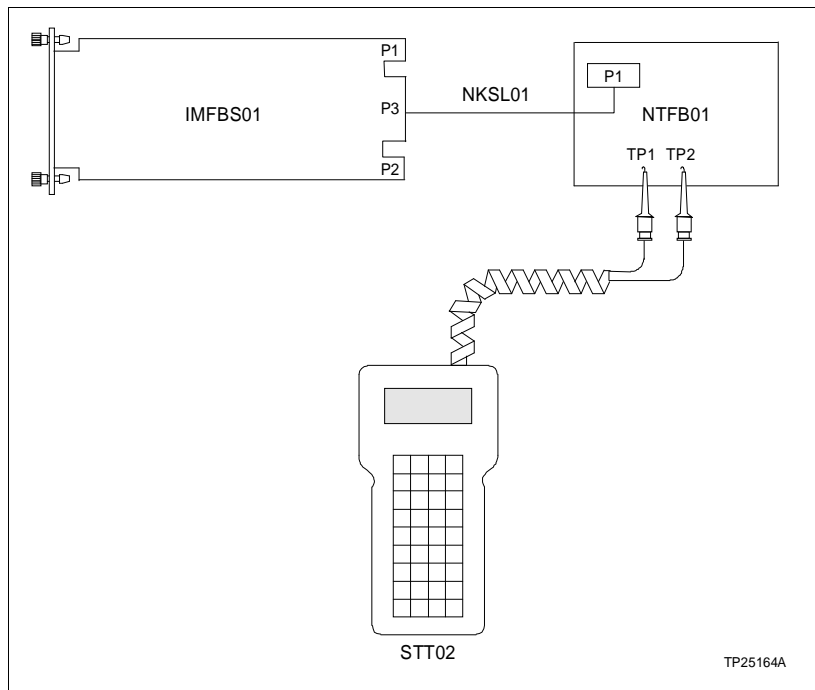 P1
IMFBS01
P3
P2
NKSL01
P1
NTFB01
TP1 TP2
STT02
TP25164A